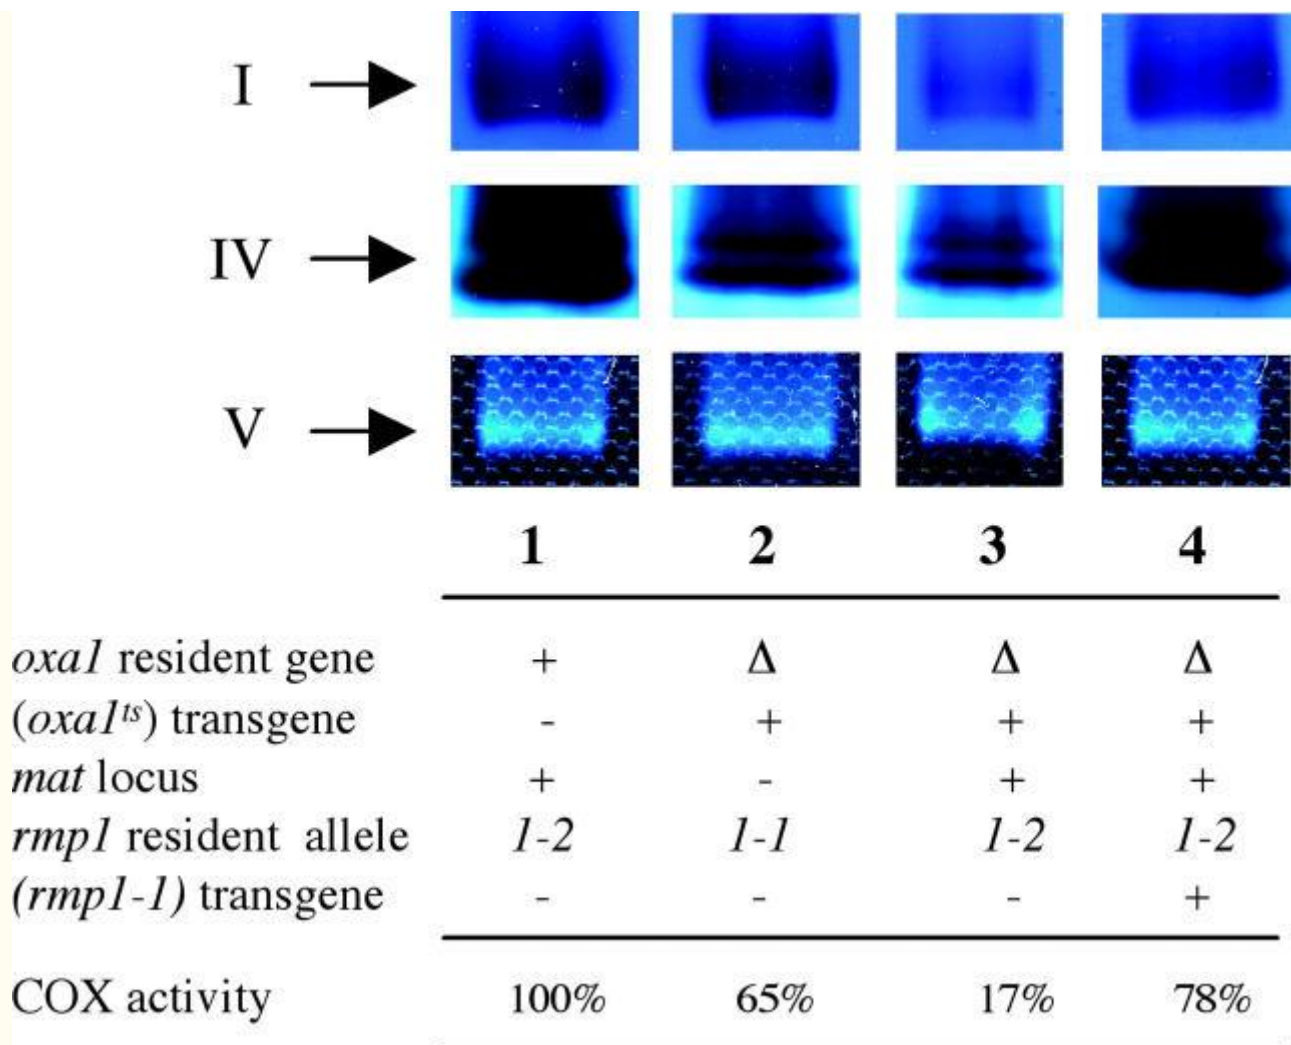 I
IV
V
1 2 3 4
oxa1 resident gene + Δ Δ Δ
(oxa1ts) transgene - + + +
mat locus + - + +
rmp1 resident allele 1-2 1-1 1-2 1-2
(rmp1-1) transgene - - - +
COX activity 100% 65% 17% 78%